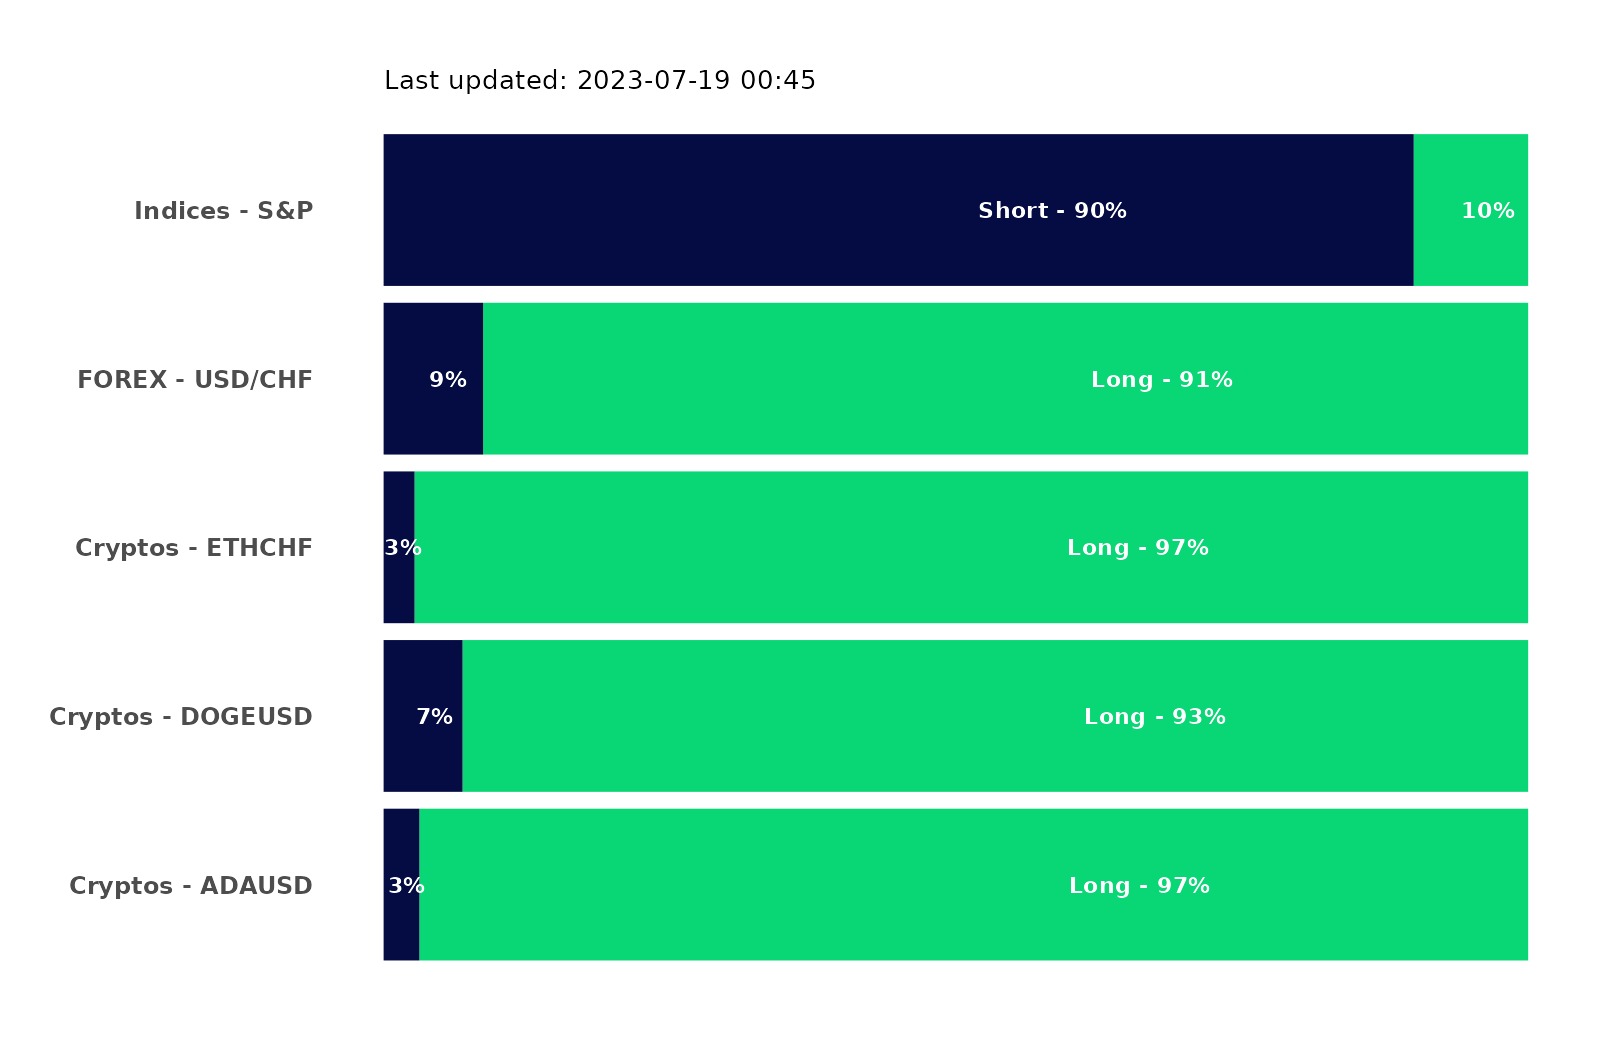 Last updated: 2023-07-19 00:45
Indices - S&P Short - 90% 10%
FOREX - USD/CHF 9% Long - 91%
Cryptos - ETHCHF 3% Long - 97%
Cryptos - DOGEUSD 7% Long - 93%
Cryptos - ADAUSD 3% Long - 97%